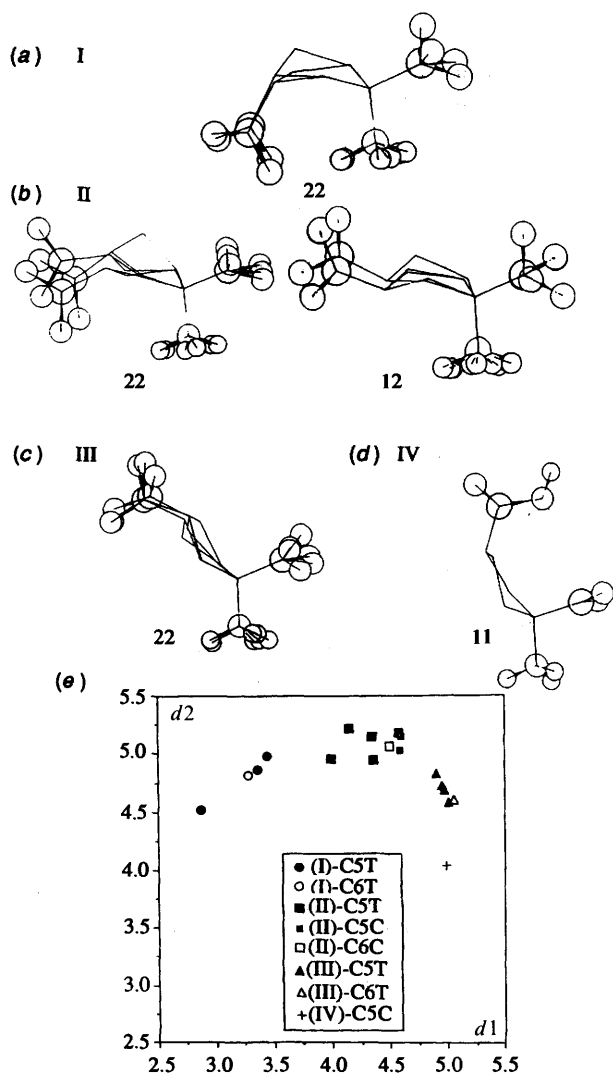 (a) I
22
(b) II
22
12
(c) III
(d) IV
22
11
(e)
5.5
d2
5.0
4.5
4.0
3.5
3.0
2.5
(I)-C5T
(I)-C6T
(II)-C5T
(II)-C5C
(II)-C6C
(III)-C5T
(III)-C6T
(IV)-C5C
d1
2.5 3.0 3.5 4.0 4.5 5.0 5.5